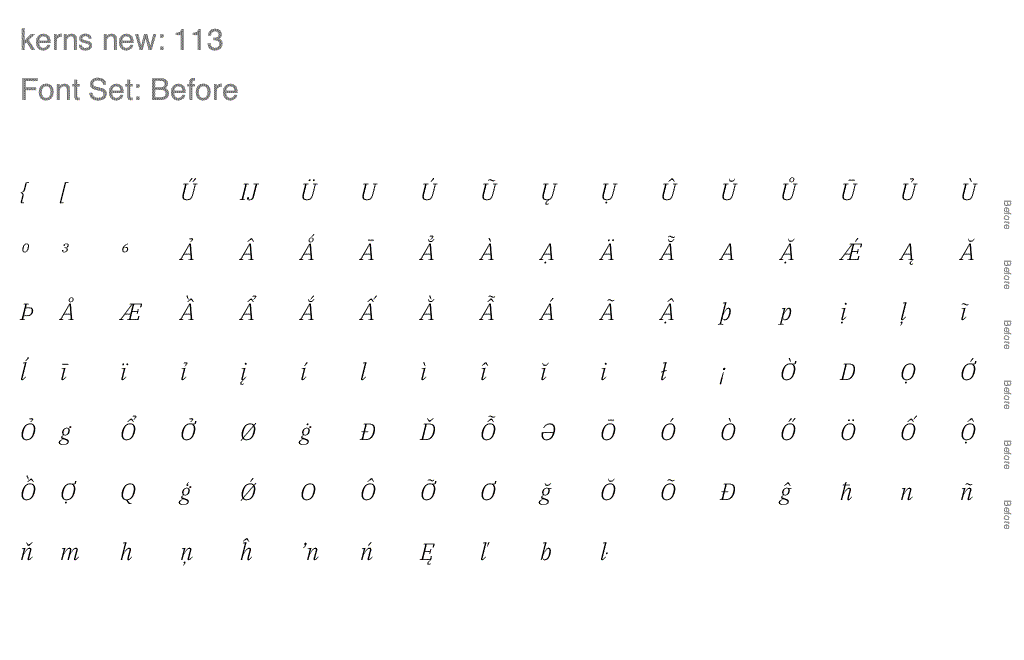 kerns new: 113
Font Set: Before
{ [ Ű IJ Ü U Ú Ũ Ų Ụ Û Ŭ Ů Ū Ủ Ù Before
⁰ ³ ⁶ Ả Â Ǻ Ā Ẳ À Ạ Ä Ẵ A Ặ Ǽ Ą Ă Before
Þ Å Æ Ầ Ẩ Ắ Ấ Ằ Ẫ Á Ã Ậ þ p ị ļ ĩ Before
ĺ ī ï ỉ į í l ì î ĭ i ł ¡ Ờ D Ọ Ớ Before
Ỏ g Ổ Ở Ø ġ Đ Ď Ỗ Ə Ō Ó Ò Ő Ö Ố Ộ Before
Ồ Ợ Q ģ Ǿ O Ô Ỡ Ơ ğ Ŏ Õ Ð ĝ ħ n ñ Before
ň m h ņ ĥ ŉ ń Ę ľ b ŀ